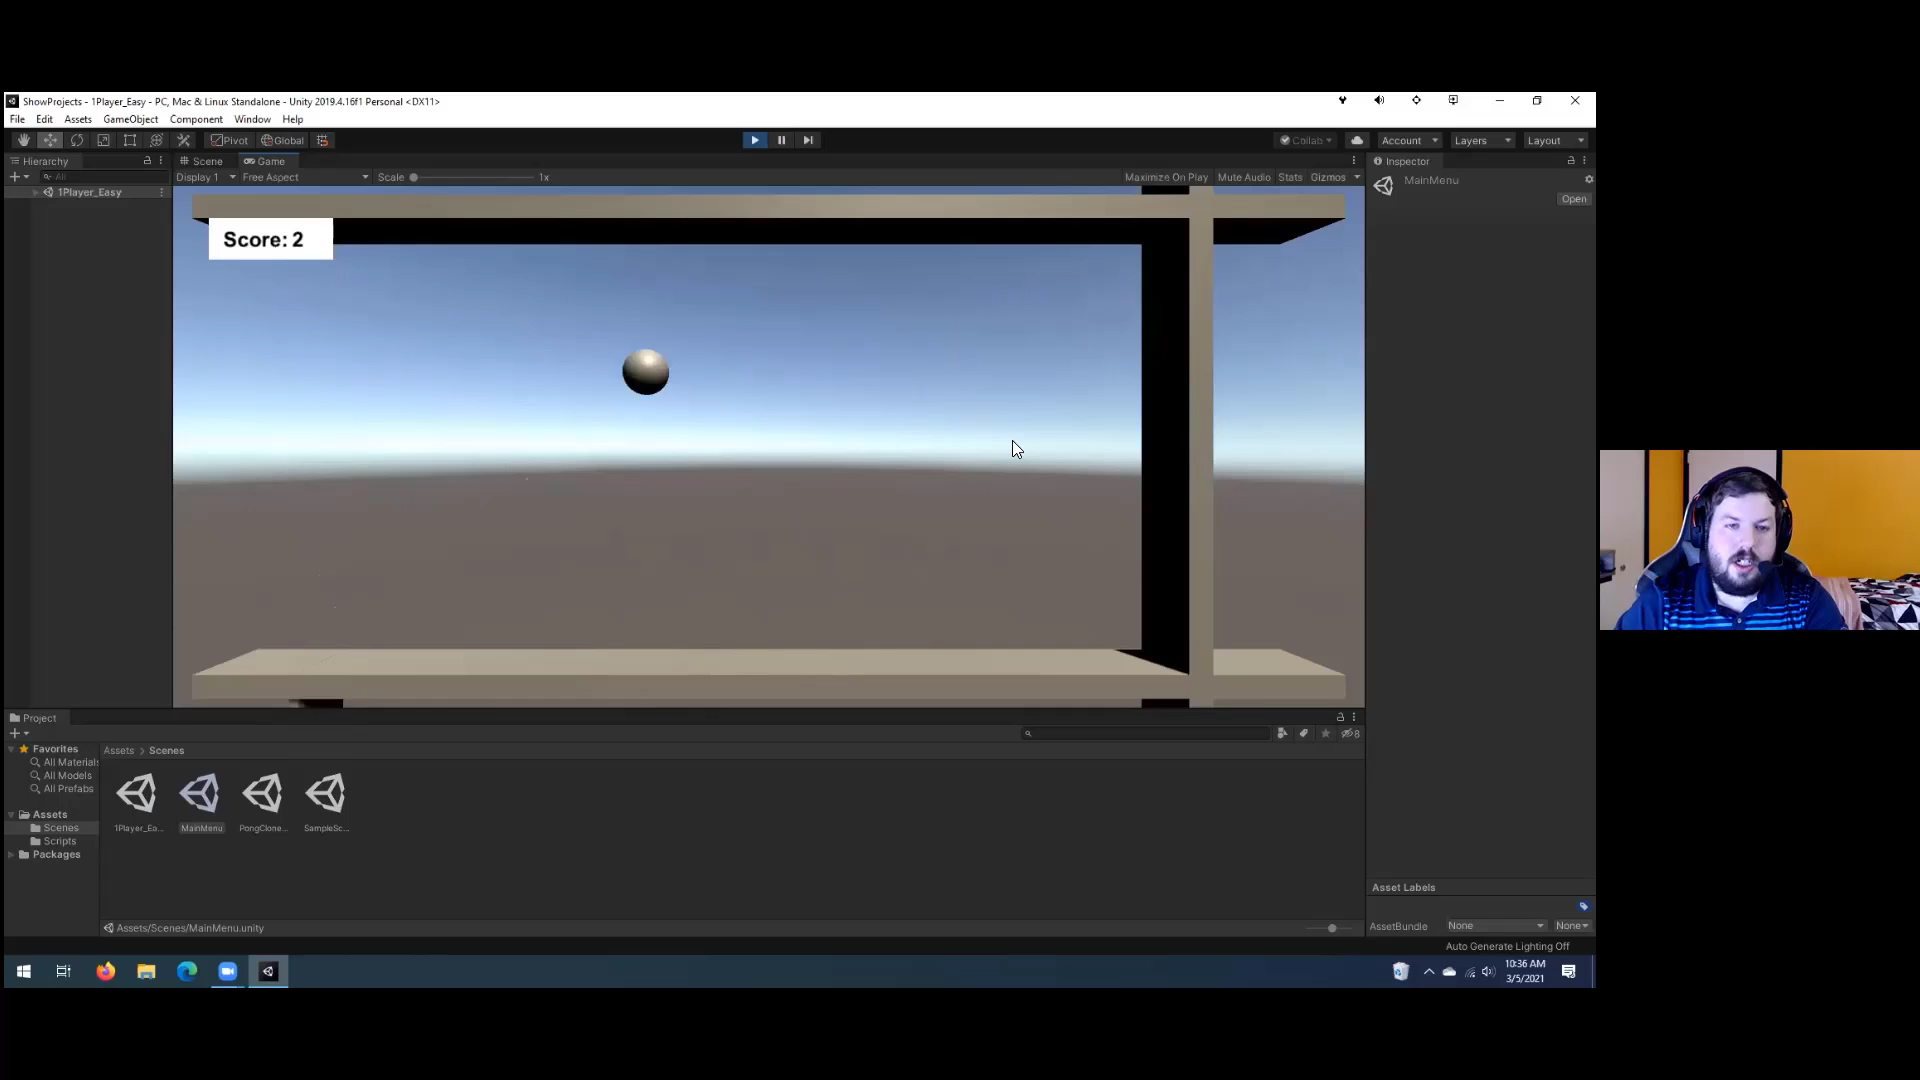 ShowProjects - 1Player_Easy - PC, Mac & Linux Standalone - Unity 2019.4.16f1 Personal <DX11>
File Edit Assets GameObject Component Window Help
Pivot Global Collab Account Layers Layout
Hierarchy Scene Game Inspector
All Display 1 Free Aspect Scale 1x Maximize On Play Mute Audio Stats Gizmos MainMenu
1Player_Easy Open
Score: 2
Project
8
Favorites Assets > Scenes
All Materials
All Models
All Prefabs
Assets
Scenes 1Player_Ea... MainMenu PongClone... SampleSc...
Scripts
Packages
Asset Labels
Assets/Scenes/MainMenu.unity AssetBundle None None
Auto Generate Lighting Off
10:36 AM
3/5/2021